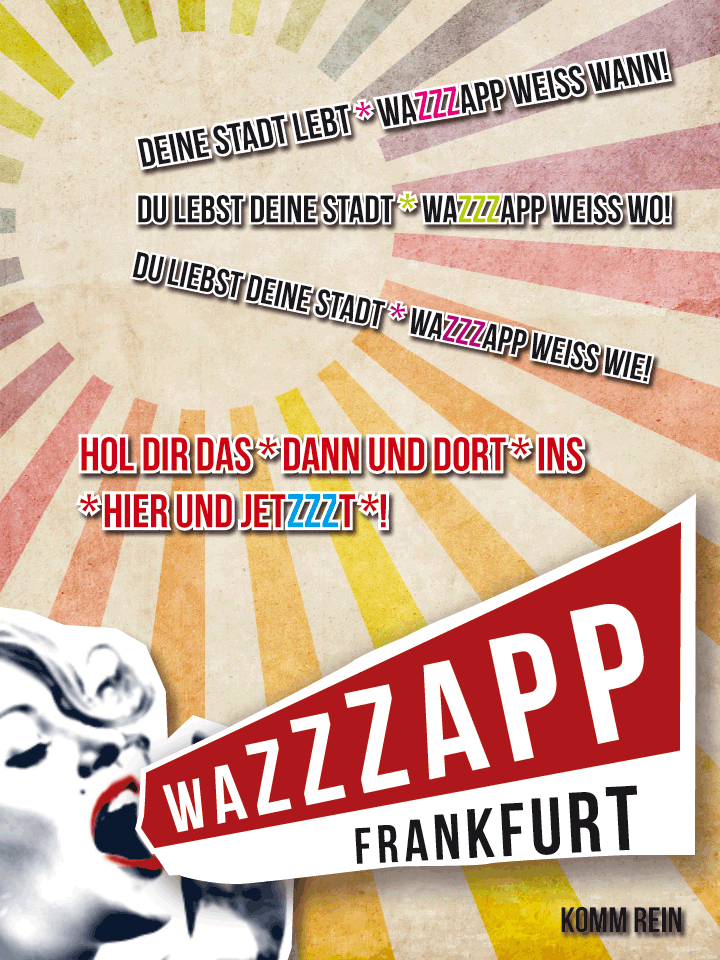 DEINE STADT LEBT * WAZZZAPP WEISS WANN!
DU LEBST DEINE STADT * WAZZZAPP WEISS WO!
DU LIEBST DEINE STADT * WAZZZAPP WEISS WIE!
HOL DIR DAS *DANN UND DORT* INS
*HIER UND JETZZZT*!
WAZZZAPP
FRANKFURT
KOMM REIN